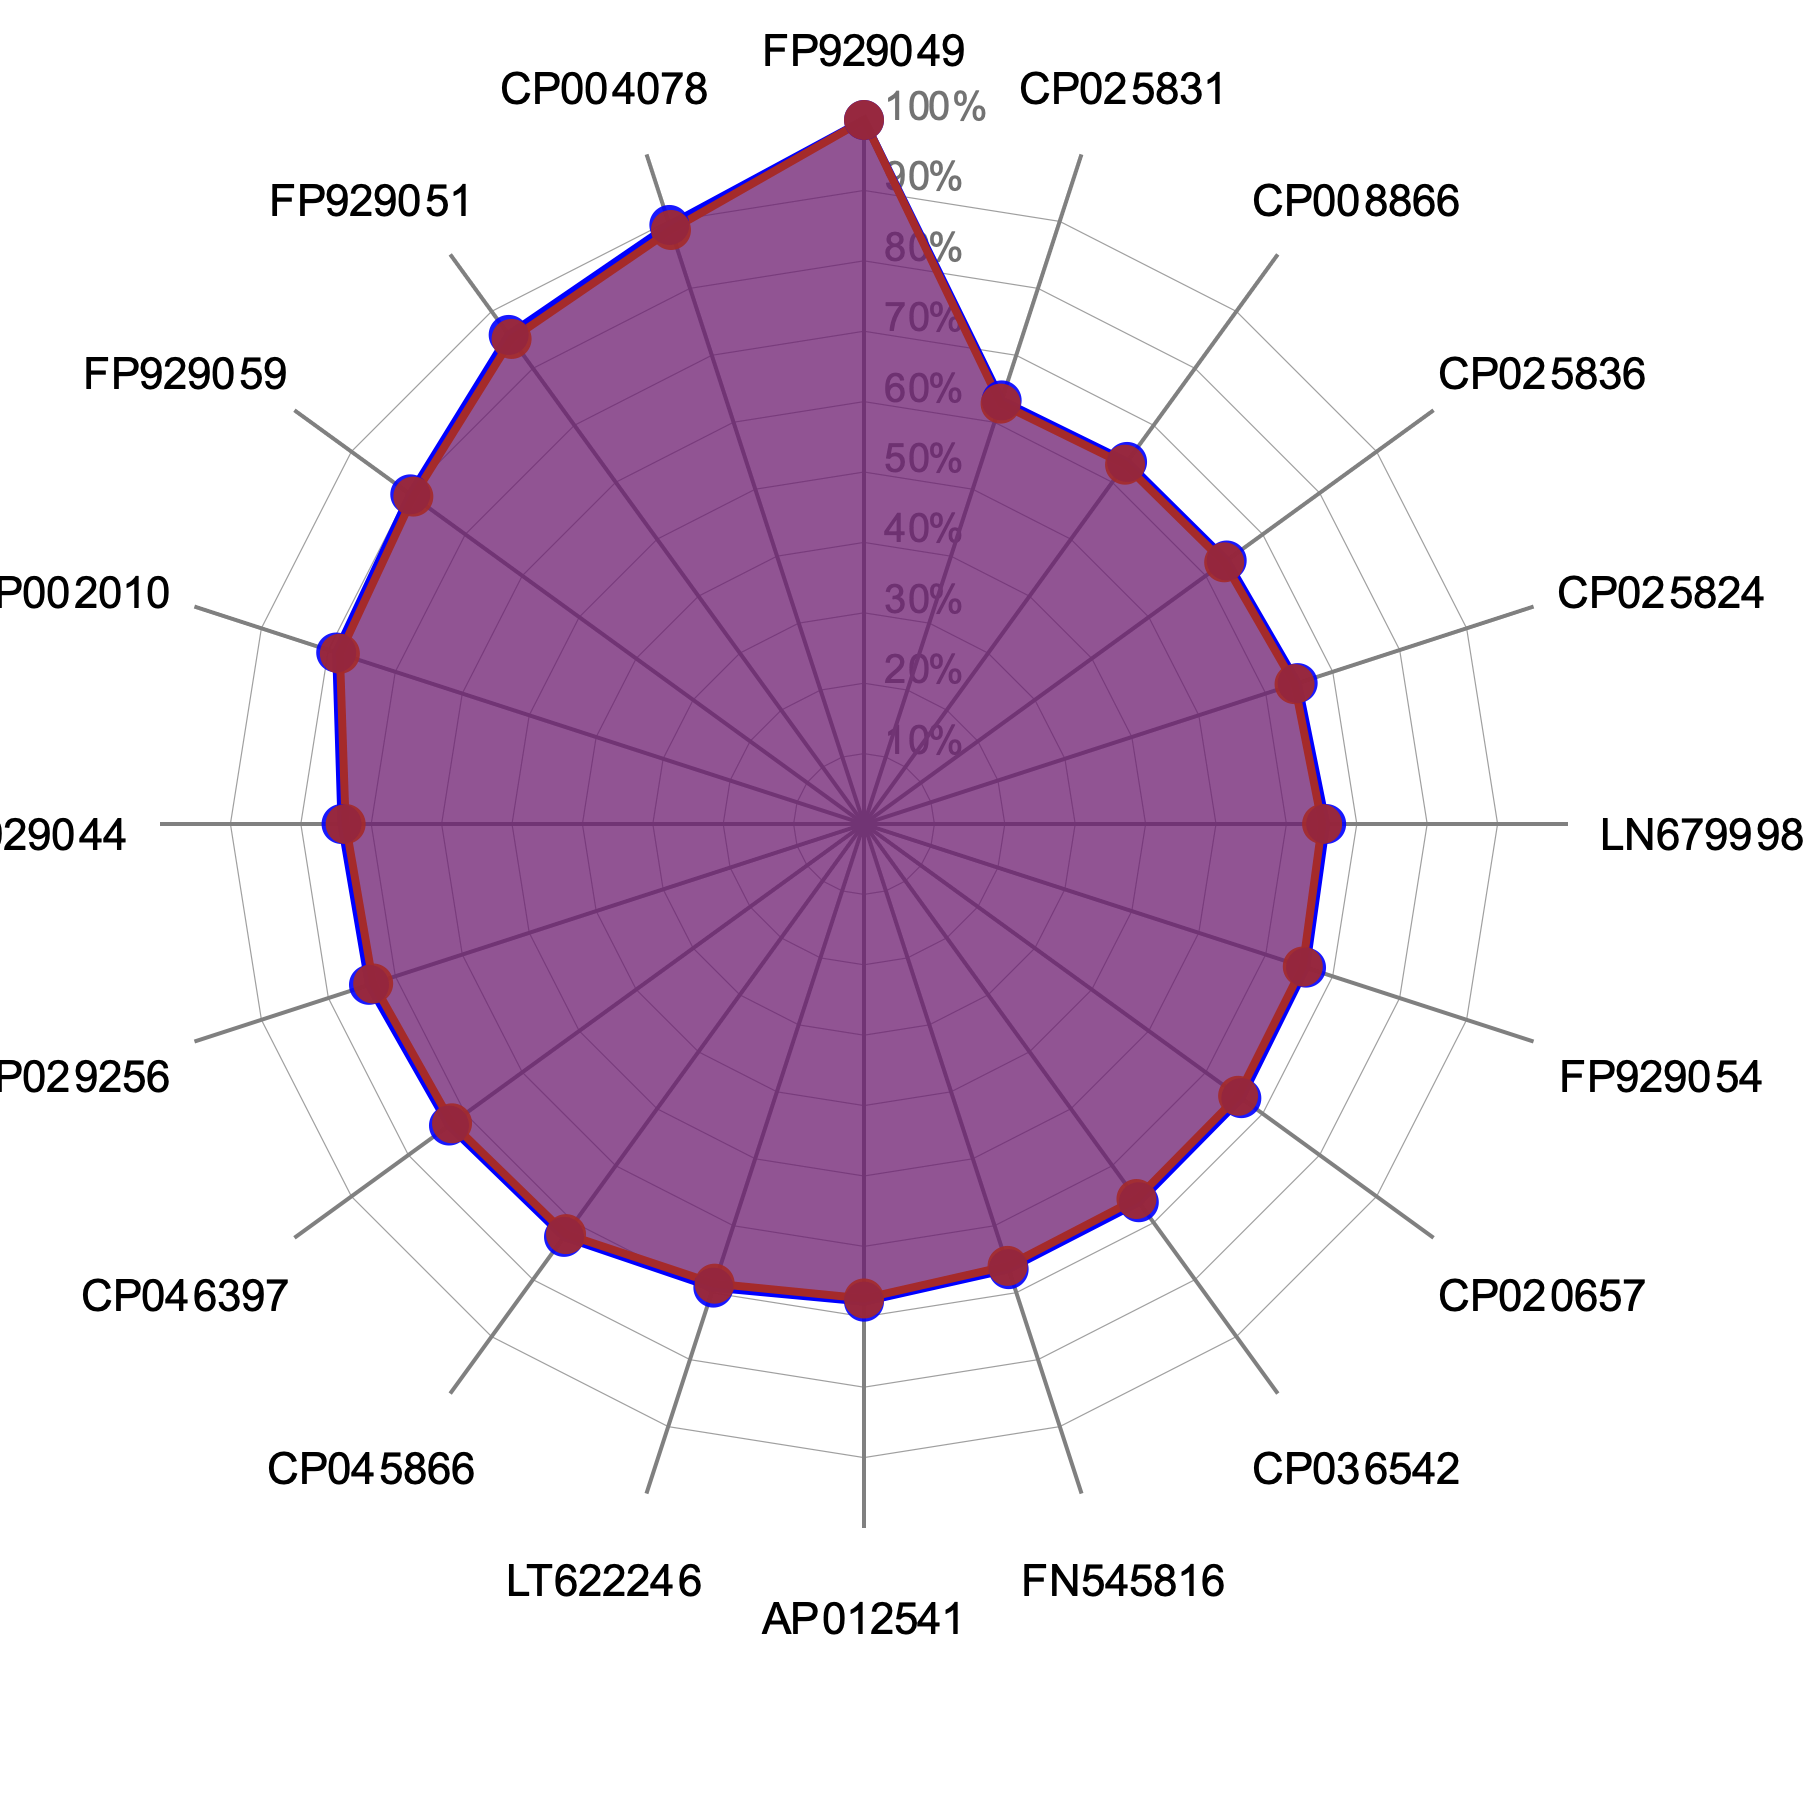 FP929049
CP004078
CP025831
100%
90%
FP929051
CP008866
80%
70%
FP929059
CP025836
60%
50%
40%
P002010
30%
CP025824
20%
10%
29044
LN679998
P029256
FP929054
CP046397
CP020657
CP045866
CP036542
LT622246
FN545816
AP012541